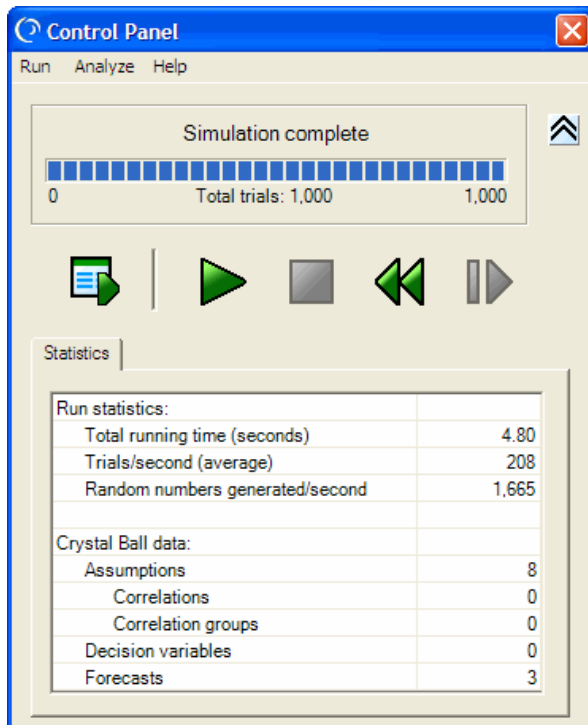 Control Panel
Run Analyze Help
Simulation complete
0 Total trials: 1,000 1,000
Statistics
Run statistics:
Total running time (seconds) 4.80
Trials/second (average) 208
Random numbers generated/second 1,665
Crystal Ball data:
Assumptions 8
Correlations 0
Correlation groups 0
Decision variables 0
Forecasts 3